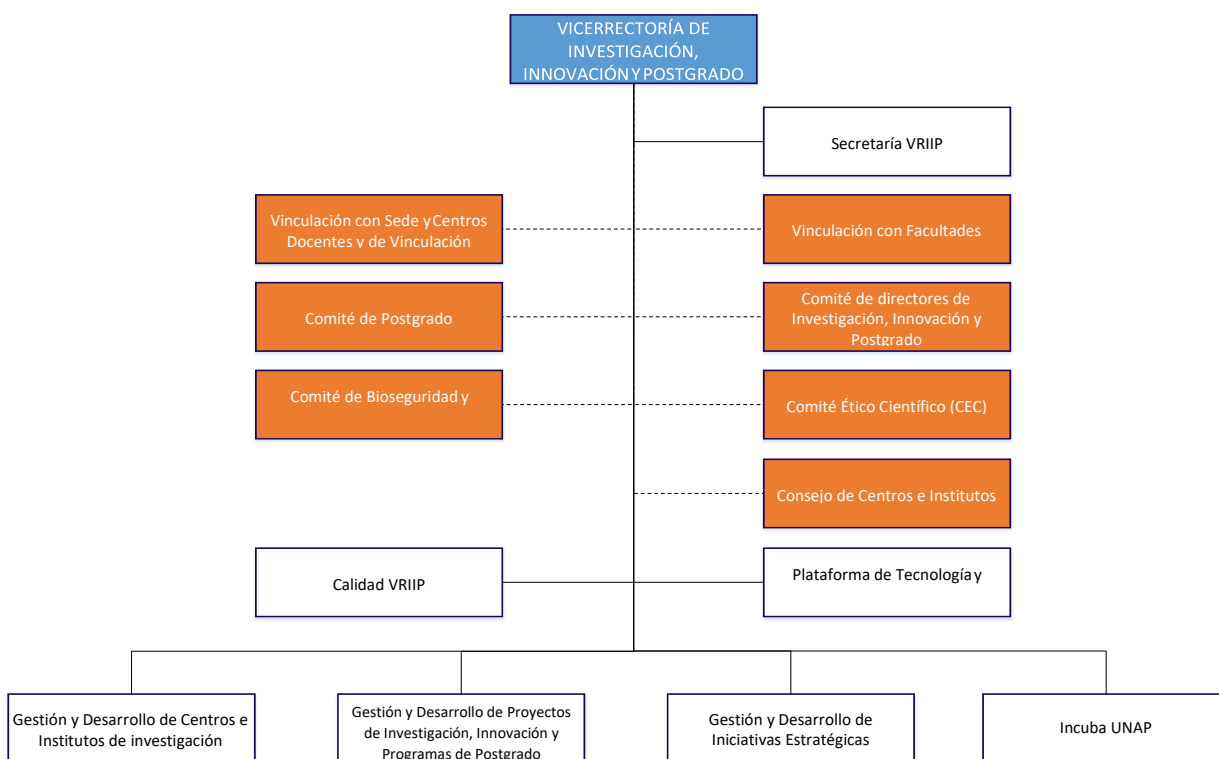 VICERRECTORÍA DE
INVESTIGACIÓN,
INNOVACIÓN Y POSTGRADO
Secretaría VRIIP
Vinculación con Sede y Centros
Docentes y de Vinculación
Vinculación con Facultades
Comité de Postgrado
Comité de directores de
Investigación, Innovación y
Postgrado
Comité de Bioseguridad y
Comité Ético Científico (CEC)
Consejo de Centros e Institutos
Calidad VRIIP
Plataforma de Tecnología y
Gestión y Desarrollo de Centros e
Institutos de investigación
Gestión y Desarrollo de Proyectos
de Investigación, Innovación y
Programas de Postgrado
Gestión y Desarrollo de
Iniciativas Estratégicas
Incuba UNAP